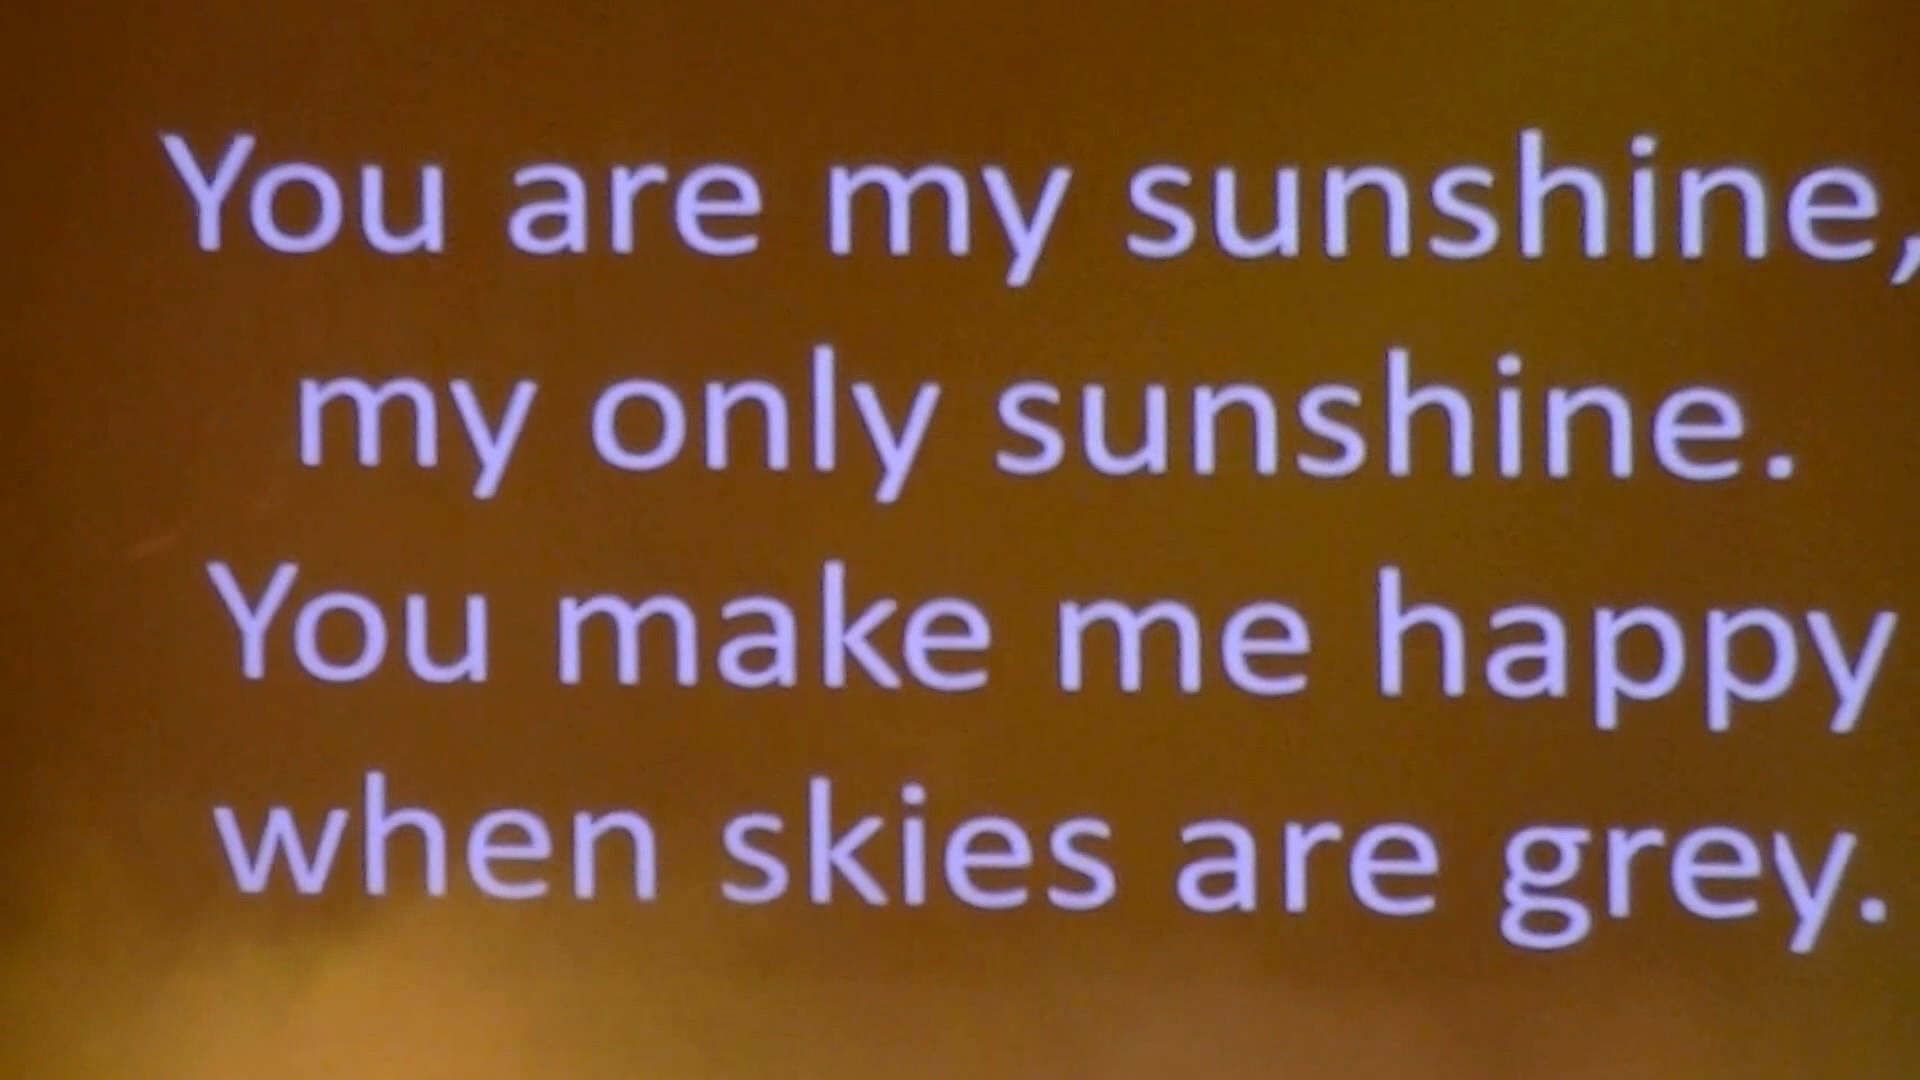 You are my sunshine,
my only sunshine.
You make me happy
when skies are grey.